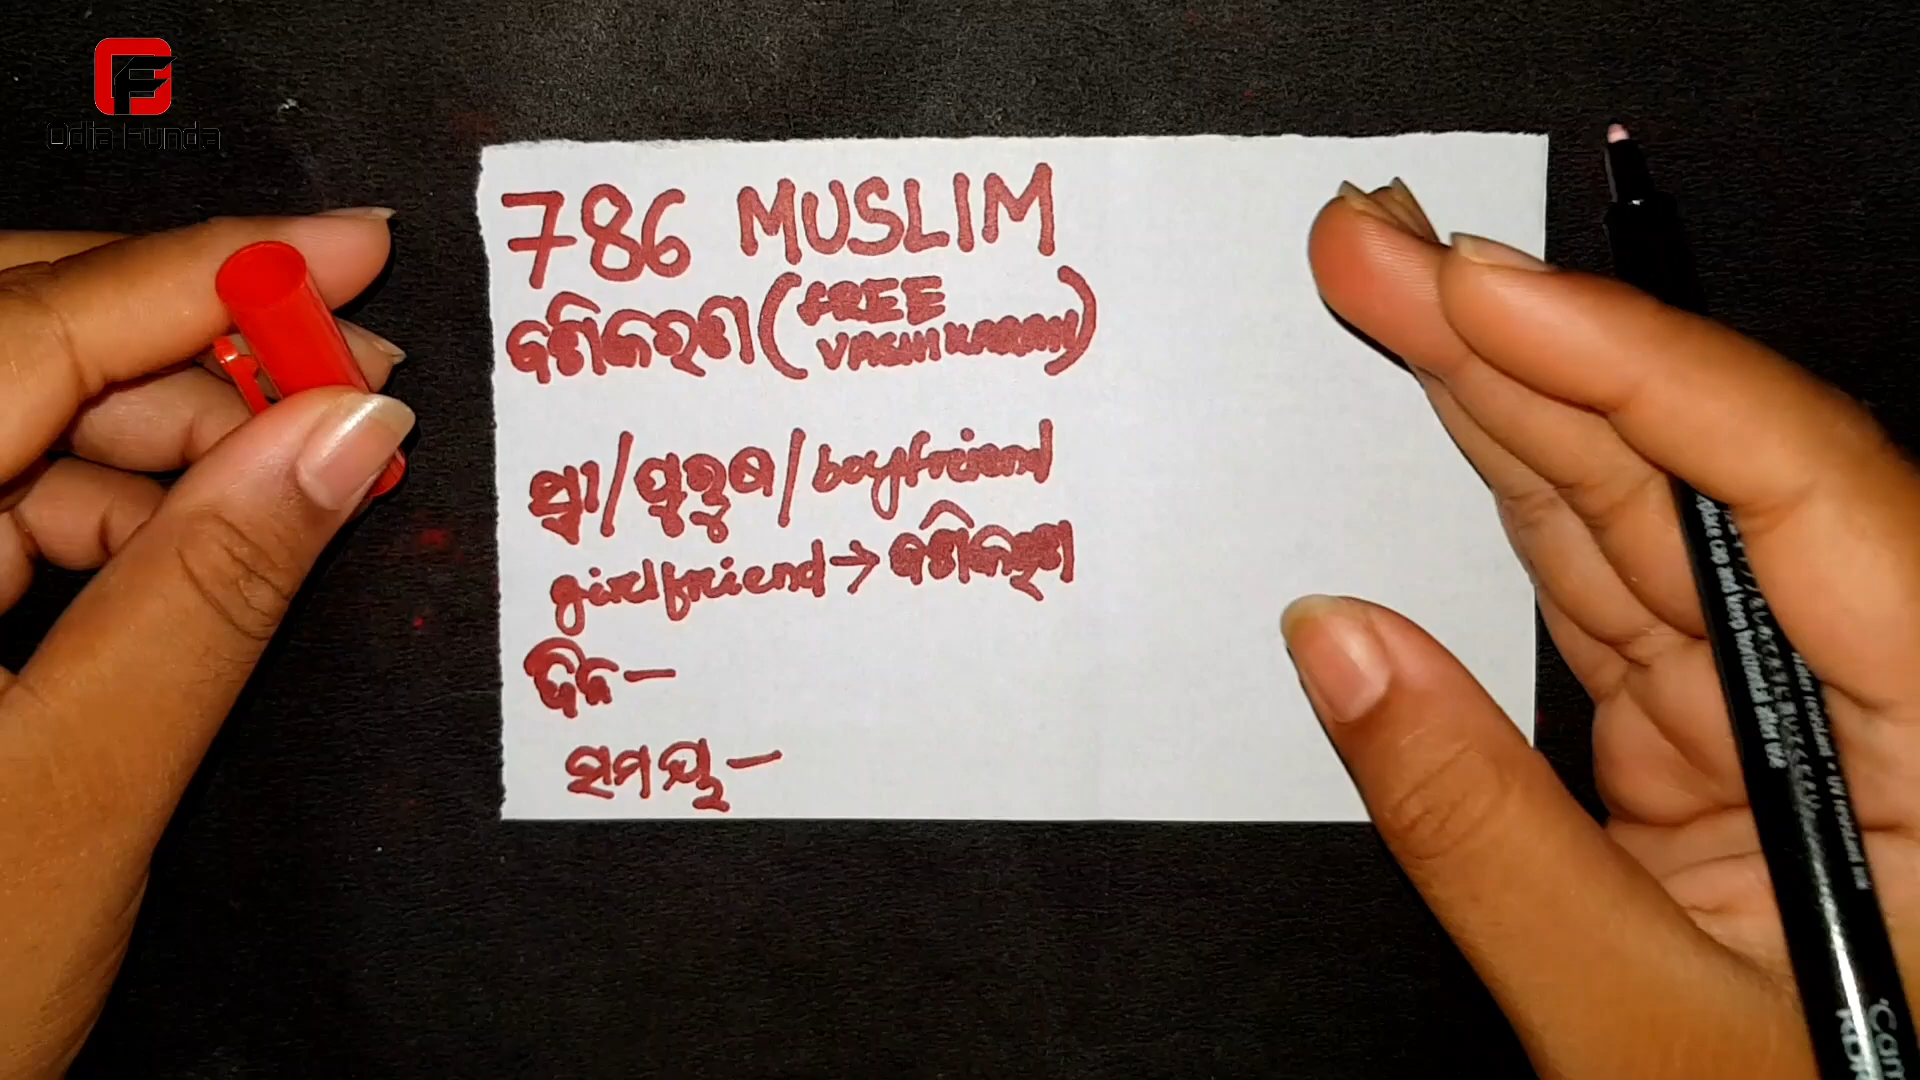 Odia Funda
786 MUSLIM
ବଶିକରଣ (FREE
VASHIKARAN)
ସ୍ତ୍ରୀ/ପୁରୁଷ/boyfriend
girlfriend→ବଶିକରଣ
ଦିନ—
ସମୟ—